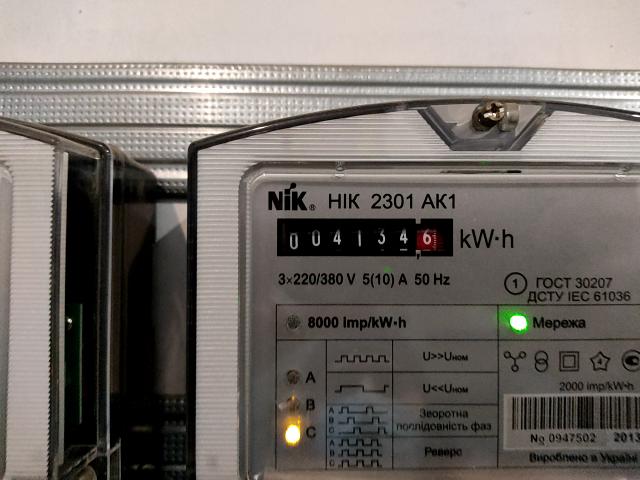 NiK® НІК 2301 АК1
0041346 kW·h
3×220/380 V 5(10) A 50 Hz
1 ГОСТ 30207
ДСТУ IEC 61036
8000 Imp/kW·h
Мережа
A
B
C
U>>Uном
U<<Uном
A
B
C
Зворотна
послідовність фаз
A
B
C
Реверс
2000 imp/kW·h
№ 0947502 2013
Вироблено в Україні